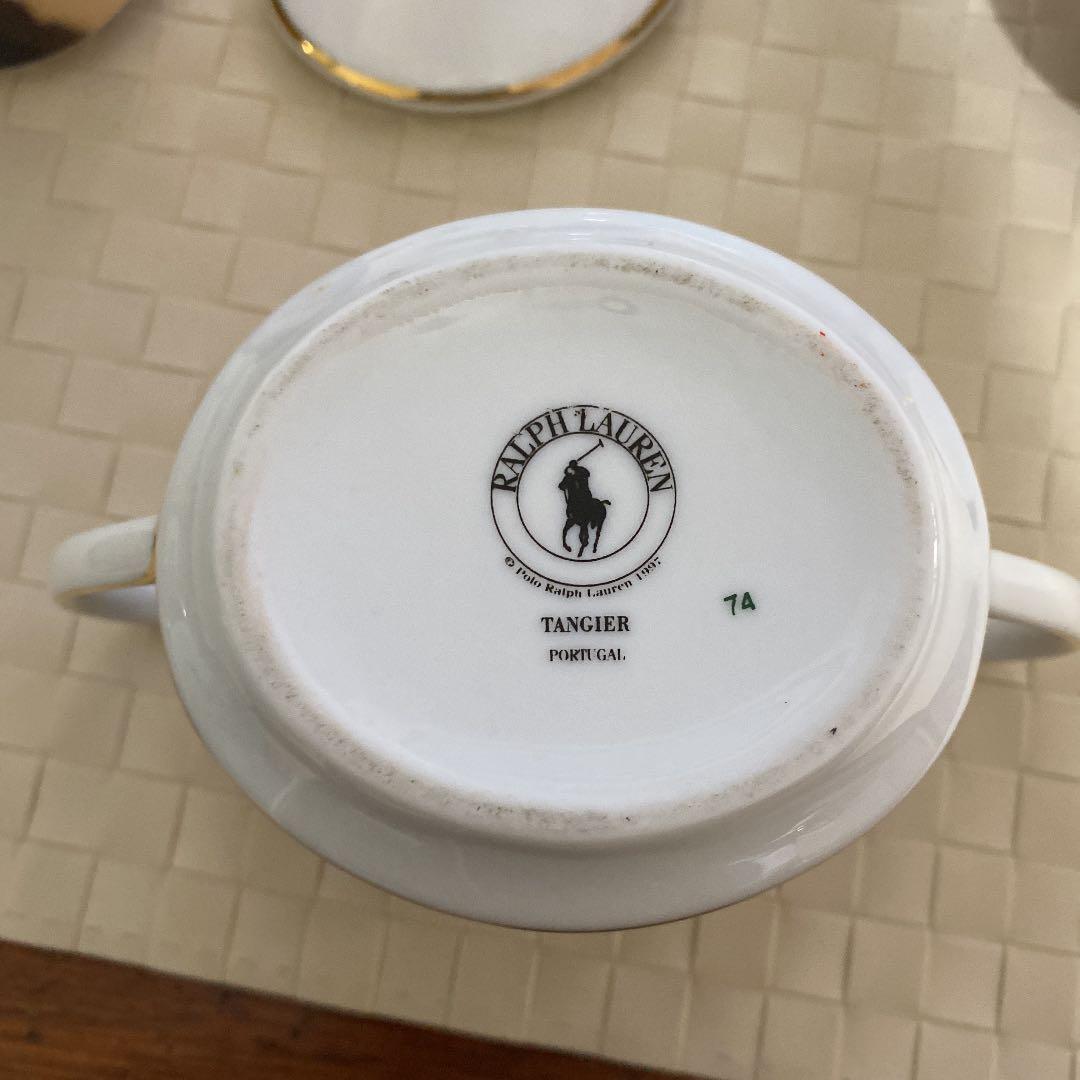 RALPH LAUREN
© Polo Ralph Lauren 1997
TANGIER
PORTUGAL
74